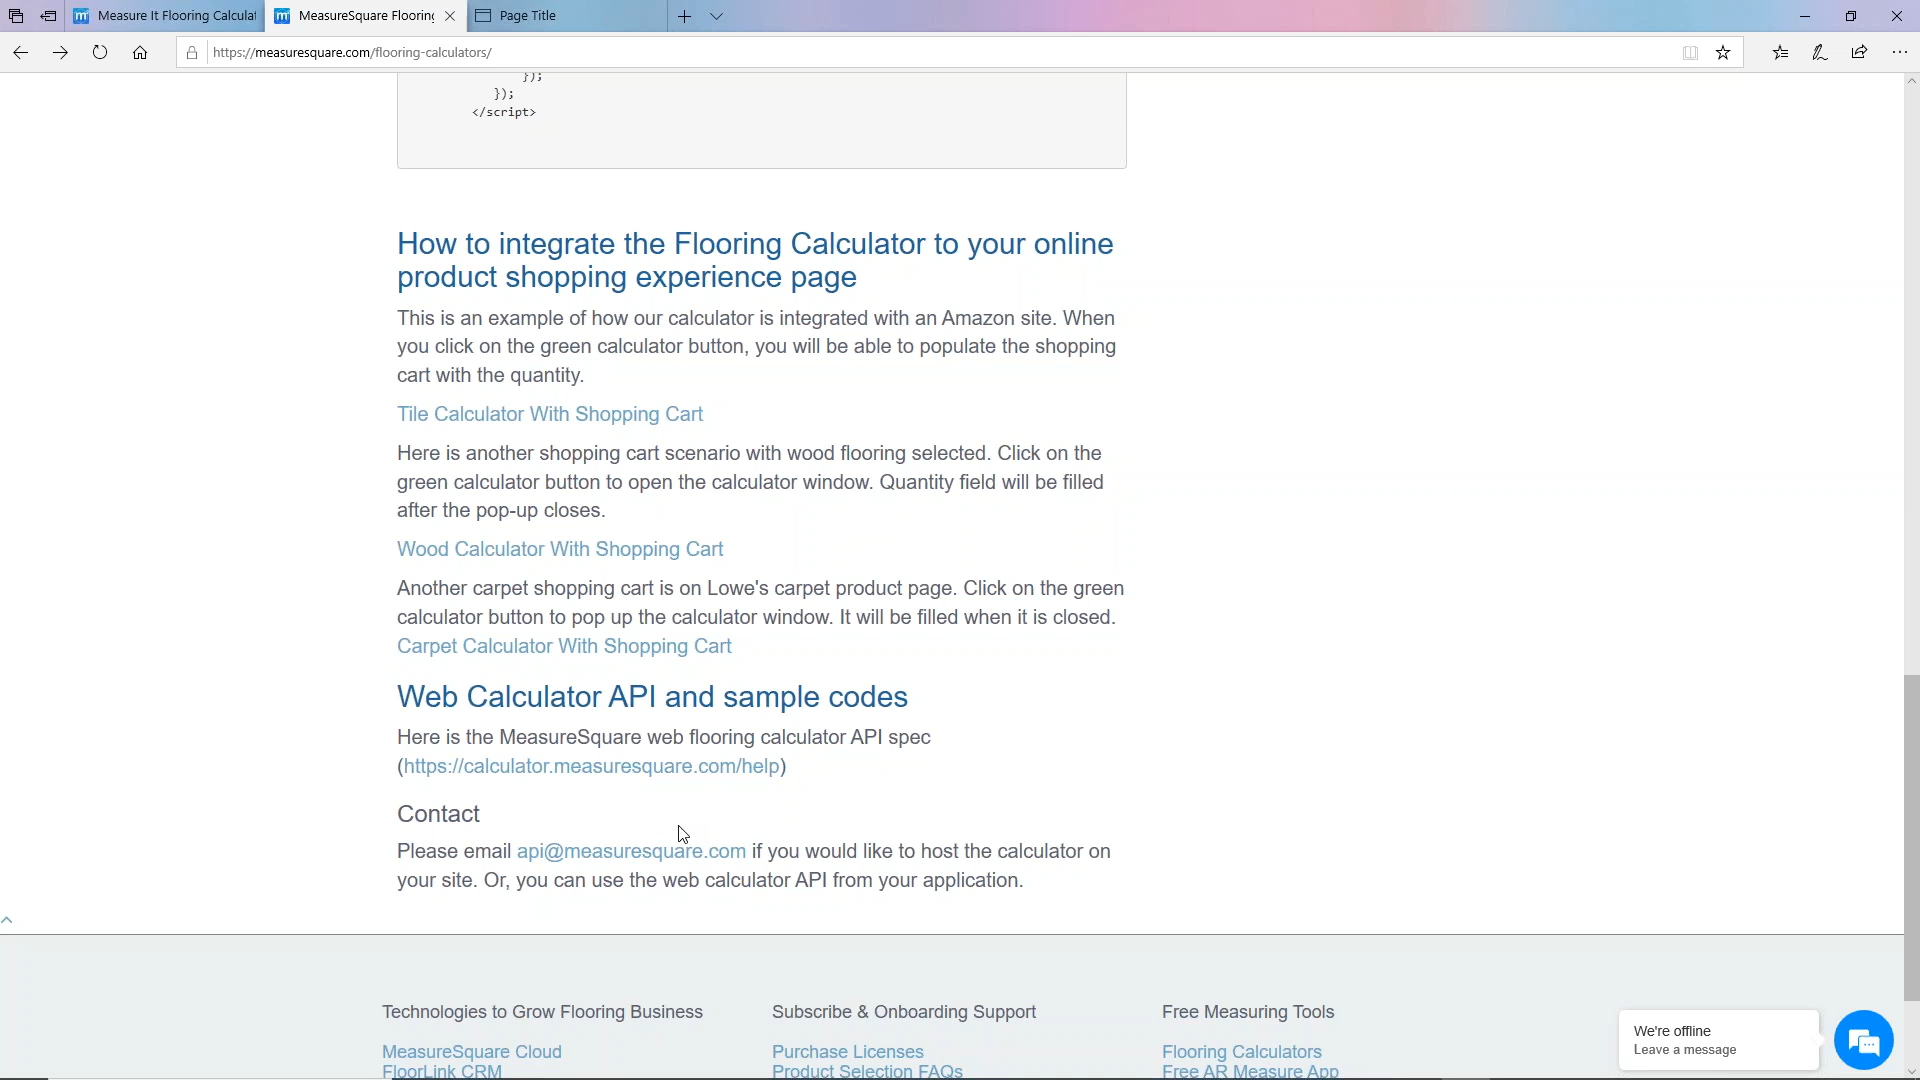 Measure It Flooring Calculat
MeasureSquare Flooring
Page Title
https://measuresquare.com/flooring-calculators/
});
});
</script>
How to integrate the Flooring Calculator to your online
product shopping experience page
This is an example of how our calculator is integrated with an Amazon site. When
you click on the green calculator button, you will be able to populate the shopping
cart with the quantity.
Tile Calculator With Shopping Cart
Here is another shopping cart scenario with wood flooring selected. Click on the
green calculator button to open the calculator window. Quantity field will be filled
after the pop-up closes.
Wood Calculator With Shopping Cart
Another carpet shopping cart is on Lowe's carpet product page. Click on the green
calculator button to pop up the calculator window. It will be filled when it is closed.
Carpet Calculator With Shopping Cart
Web Calculator API and sample codes
Here is the MeasureSquare web flooring calculator API spec
(https://calculator.measuresquare.com/help)
Contact
Please email api@measuresquare.com if you would like to host the calculator on
your site. Or, you can use the web calculator API from your application.
Technologies to Grow Flooring Business
Subscribe & Onboarding Support
Free Measuring Tools
MeasureSquare Cloud
Purchase Licenses
Flooring Calculators
FloorLink CRM
Product Selection FAQs
Free AR Measure App
We're offline
Leave a message